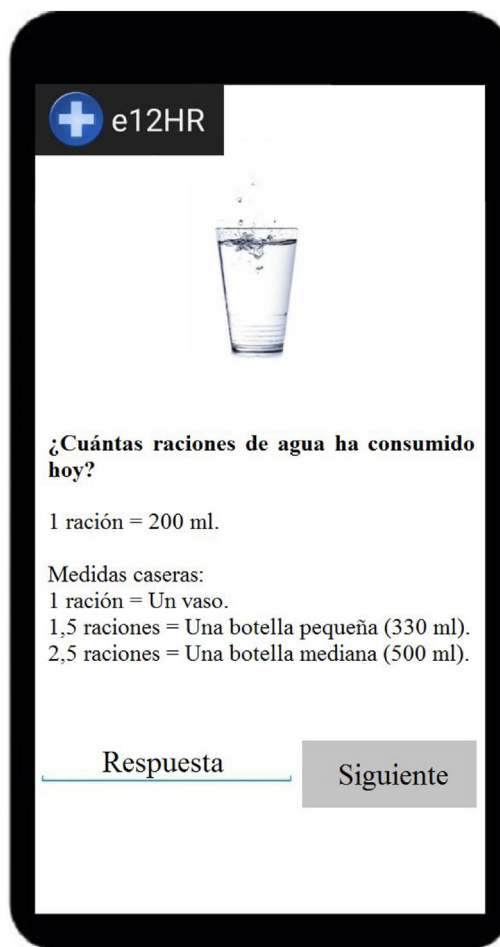 e12HR
¿Cuántas raciones de agua ha consumido
hoy?
1 ración = 200 ml.
Medidas caseras:
1 ración = Un vaso.
1,5 raciones = Una botella pequeña (330 ml).
2,5 raciones = Una botella mediana (500 ml).
Respuesta
Siguiente